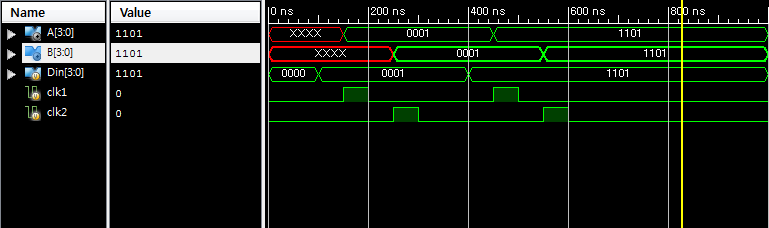 Name Value 0 ns 200 ns 400 ns 600 ns 800 ns
A[3:0] 1101 XXXX 0001 1101
B[3:0] 1101 XXXX 0001 1101
Din[3:0] 1101 0000 0001 1101
clk1 0
clk2 0